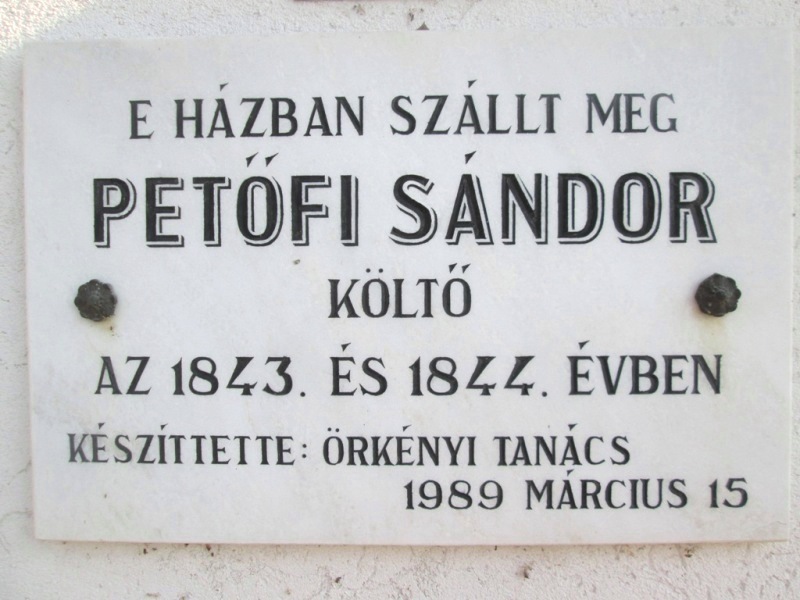 E HÁZBAN SZÁLLT MEG
PETŐFI SÁNDOR
KÖLTŐ
AZ 1843. ÉS 1844. ÉVBEN
KÉSZÍTTETTE: ÖRKÉNYI TANÁCS
1989 MÁRCIUS 15